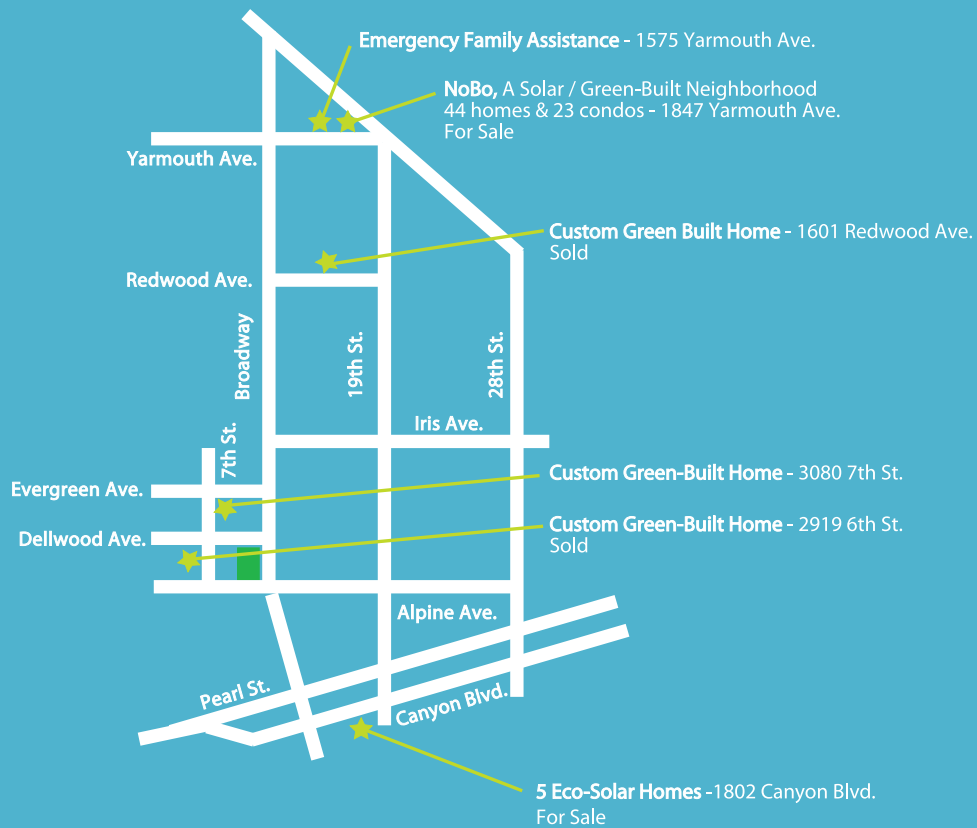 Emergency Family Assistance - 1575 Yarmouth Ave.
NoBo, A Solar / Green-Built Neighborhood
44 homes & 23 condos - 1847 Yarmouth Ave.
For Sale
Yarmouth Ave.
Custom Green Built Home - 1601 Redwood Ave.
Sold
Redwood Ave.
Broadway
19th St.
28th St.
Iris Ave.
7th St.
Evergreen Ave.
Custom Green-Built Home - 3080 7th St.
Dellwood Ave.
Custom Green-Built Home - 2919 6th St.
Sold
Alpine Ave.
Pearl St.
Canyon Blvd.
5 Eco-Solar Homes -1802 Canyon Blvd.
For Sale